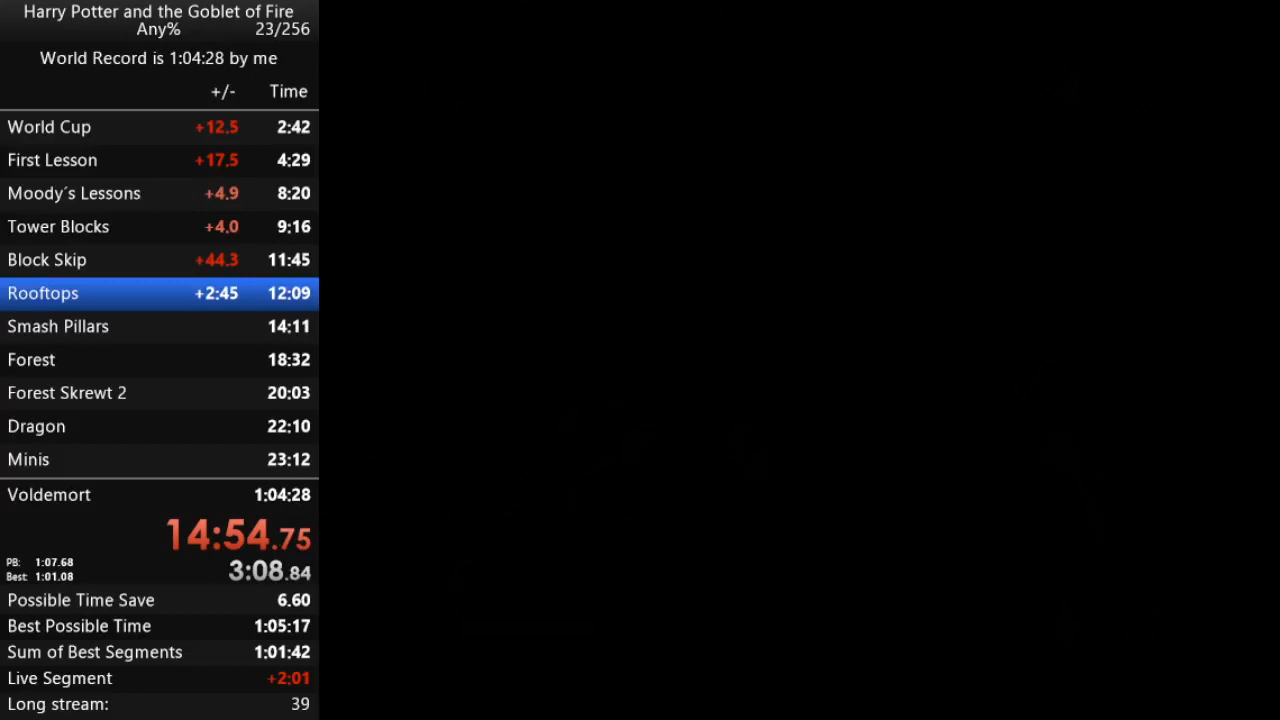 Harry Potter and the Goblet of Fire
Any% 23/256
World Record is 1:04:28 by me
+/- Time
World Cup +12.5 2:42
First Lesson +17.5 4:29
Moody´s Lessons +4.9 8:20
Tower Blocks +4.0 9:16
Block Skip +44.3 11:45
Rooftops +2:45 12:09
Smash Pillars 14:11
Forest 18:32
Forest Skrewt 2 20:03
Dragon 22:10
Minis 23:12
Voldemort 1:04:28
14:54.75
PB: 1:07.68
Best: 1:01.08 3:08.84
Possible Time Save 6.60
Best Possible Time 1:05:17
Sum of Best Segments 1:01:42
Live Segment +2:01
Long stream: 39